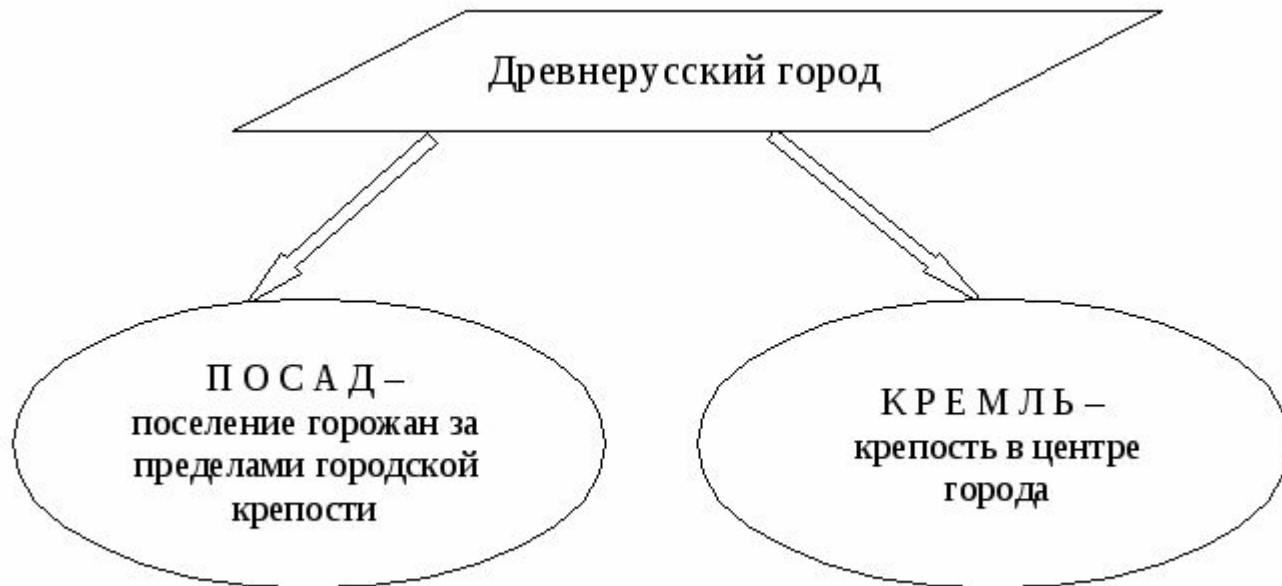 Древнерусский город
П О С А Д –
поселение горожан за
пределами городской
крепости
К Р Е М Л Ь –
крепость в центре
города